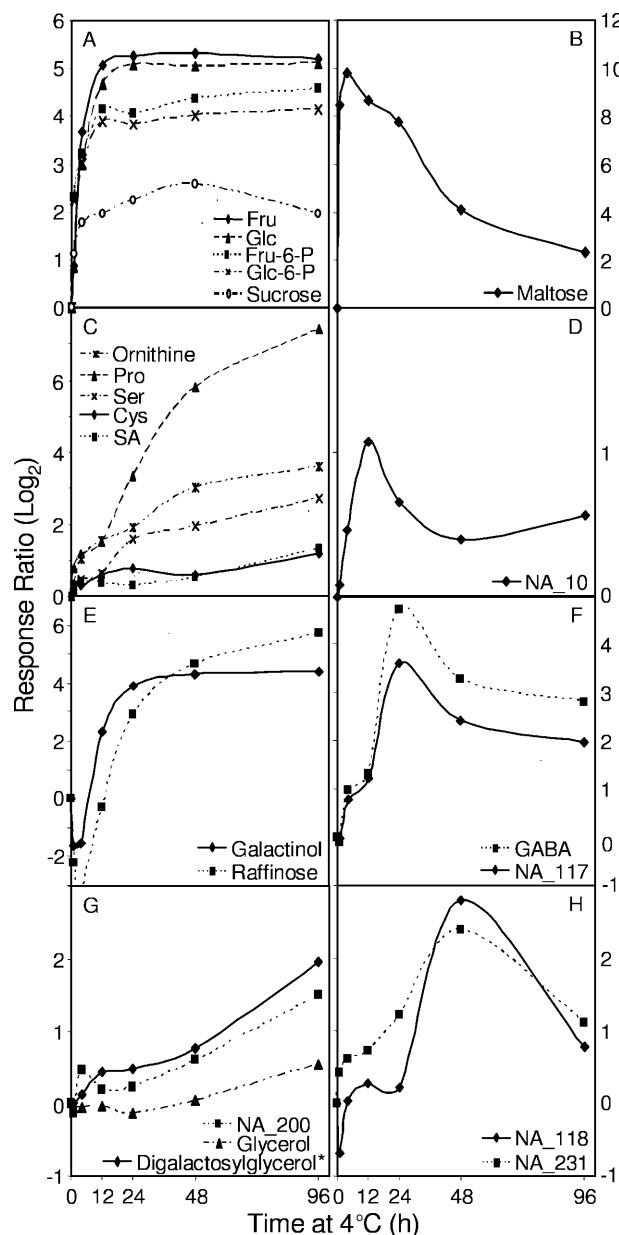 A
6
5
4
3
2
1
0
Fru
Glc
Fru-6-P
Glc-6-P
Sucrose
B
12
10
8
6
4
2
0
Maltose
C
6
4
2
0
Ornithine
Pro
Ser
Cys
SA
D
1
0
NA_10
Response Ratio (Log2)
E
6
4
2
0
-2
Galactinol
Raffinose
F
4
3
2
1
0
-1
GABA
NA_117
G
2
1
0
-1
NA_200
Glycerol
Digalactosylglycerol*
H
2
1
0
-1
NA_118
NA_231
0 12 24 48 96 0 12 24 48 96
Time at 4°C (h)